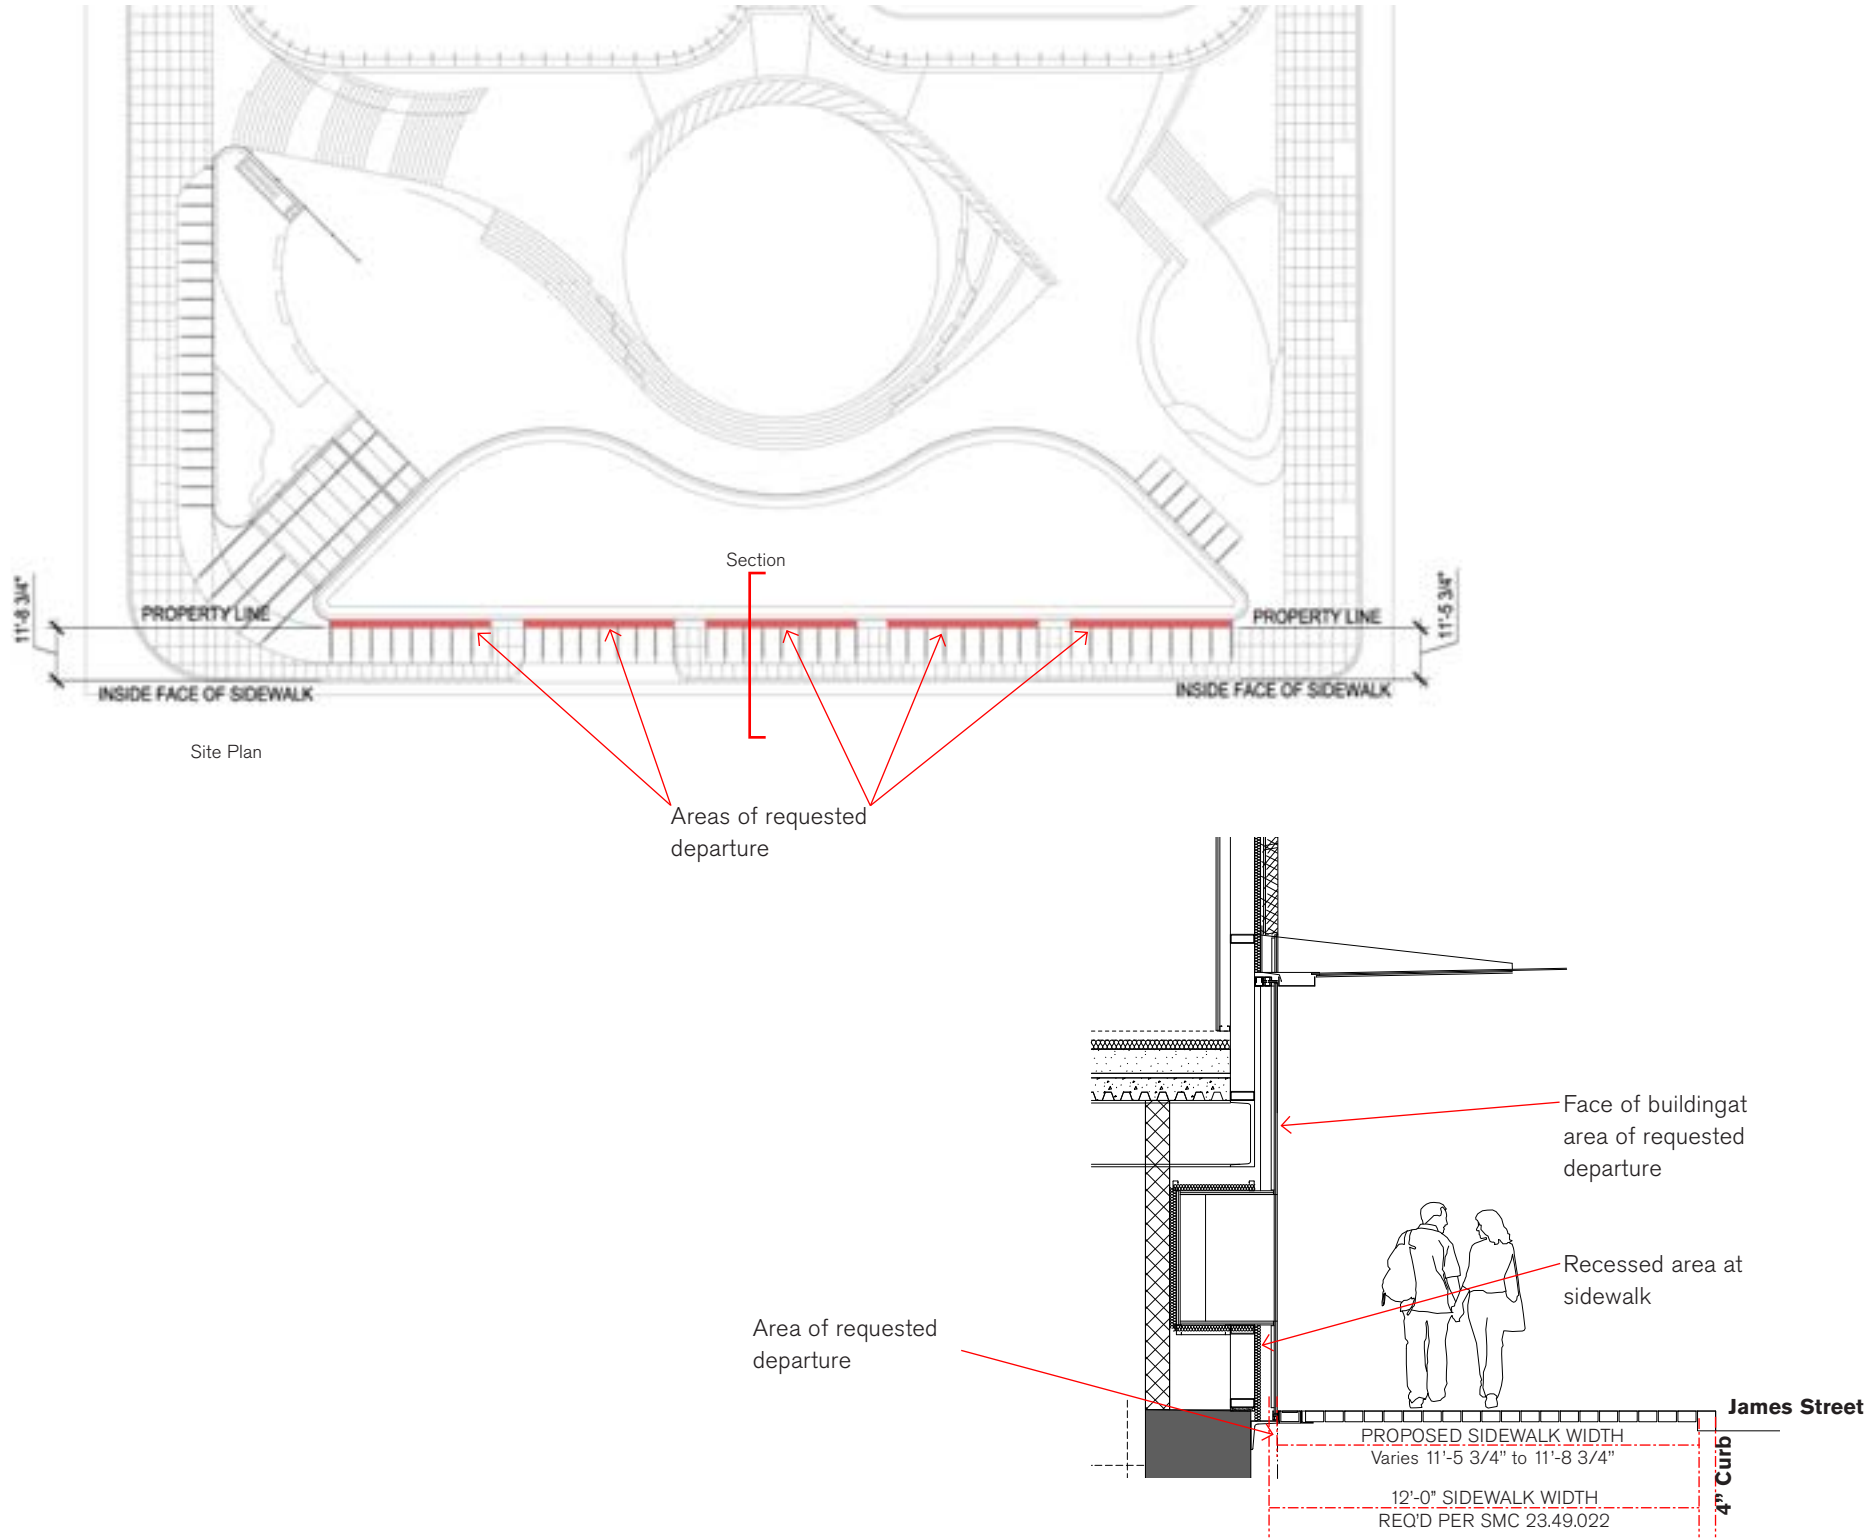 Section
11'-8 3/4"
PROPERTY LINE
INSIDE FACE OF SIDEWALK
PROPERTY LINE
11'-5 3/4"
INSIDE FACE OF SIDEWALK
Site Plan
Areas of requested
departure
Face of buildingat
area of requested
departure
Recessed area at
sidewalk
Area of requested
departure
James Street
PROPOSED SIDEWALK WIDTH
Varies 11'-5 3/4" to 11'-8 3/4"
4" Curb
12'-0" SIDEWALK WIDTH
REQ'D PER SMC 23.49.022